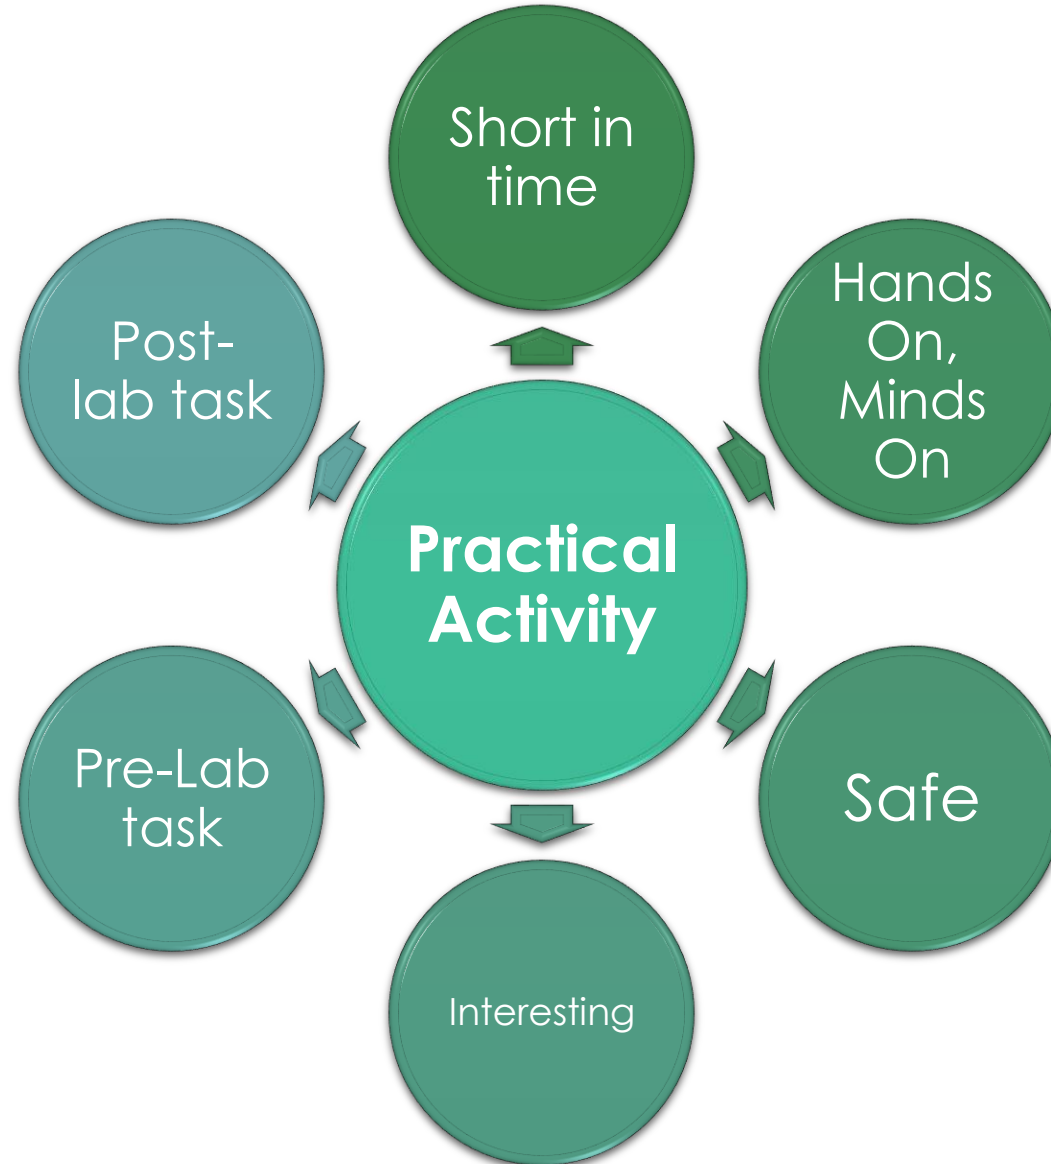 Short in
time
Hands
On,
Minds
On
Post-
lab task
Practical
Activity
Pre-Lab
task
Safe
Interesting